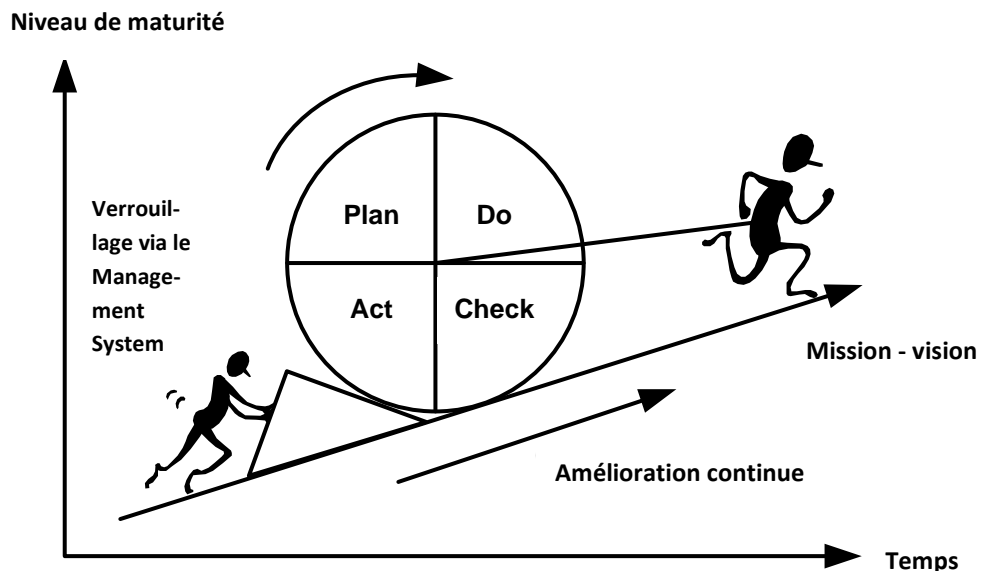 Niveau de maturité
Verrouil-
lage via le
Manage-
ment
System
Plan
Do
Act
Check
Mission - vision
Amélioration continue
Temps